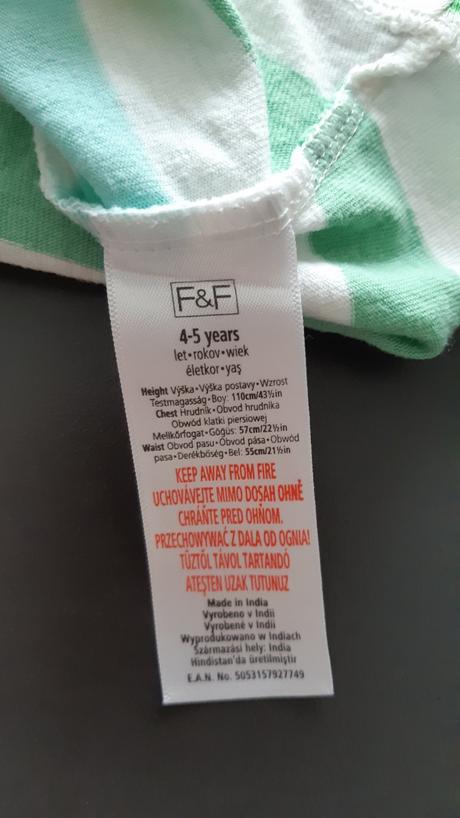 F&F
4-5 years
let•rokov•wiek
életkor•yaş
Height Výška•Výška postavy•Wzrost
Testmagasság•Boy: 110cm/43½in
Chest Hrudník•Obvod hrudníka
Obwód klatki piersiowej
Mellkőrfogat•Göğüs: 57cm/22½in
Waist Obvod pasu•Obvod pása•Obwód
pasa•Derékbőség•Bel: 55cm/21½in
KEEP AWAY FROM FIRE
UCHOVÁVEJTE MIMO DOSAH OHNĚ
CHRÁŇTE PRED OHŇOM.
PRZECHOWYWAĆ Z DALA OD OGNIA!
TŰZTŐL TÁVOL TARTANDÓ
ATEŞTEN UZAK TUTUNUZ
Made in India
Vyrobeno v Indii
Vyrobené v Indii
Wyprodukowano w Indiach
Származási hely: India
Hindistan'da üretilmiştir
E.A.N. No. 5053157927749